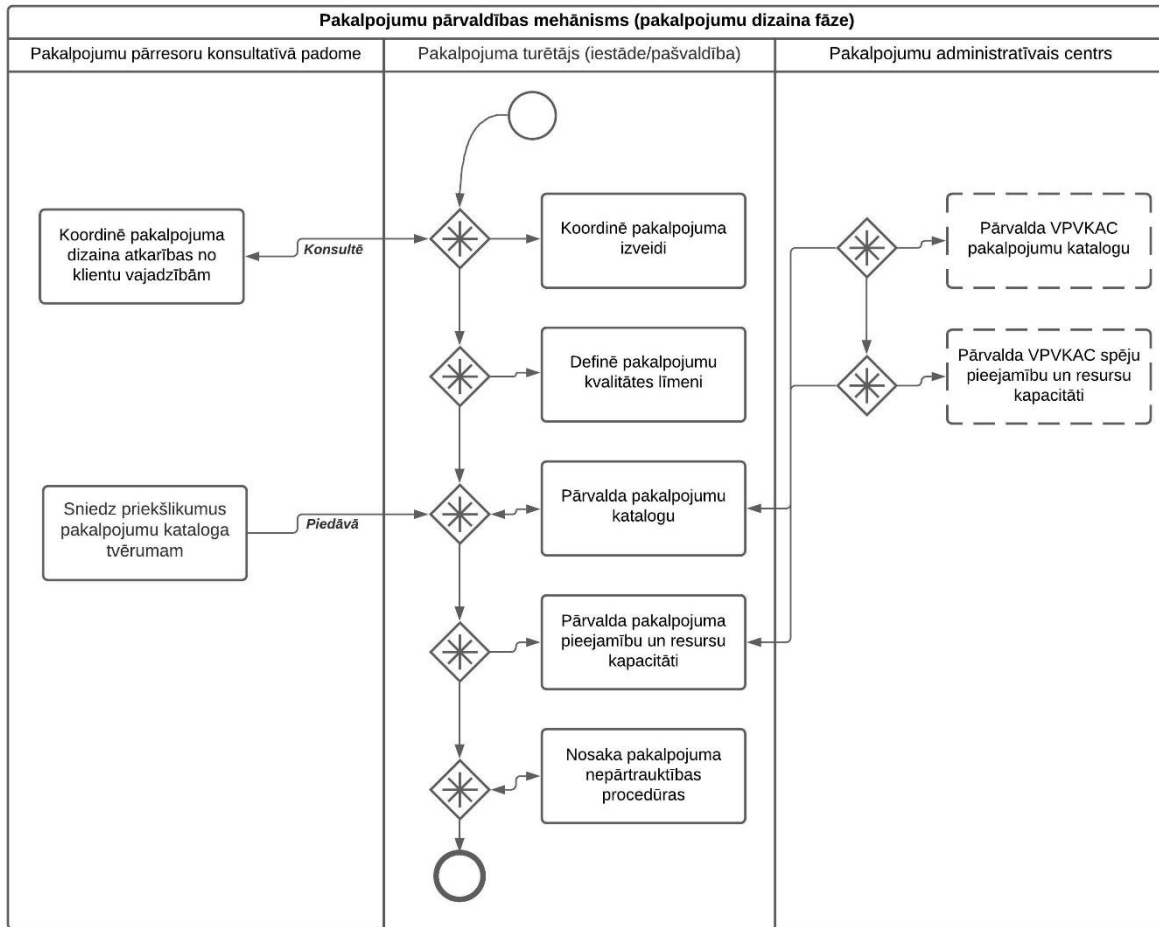 Pakalpojumu pārvaldības mehānisms (pakalpojumu dizaina fāze)
Pakalpojumu pārresoru konsultatīvā padome
Pakalpojuma turētājs (iestāde/pašvaldība)
Pakalpojumu administratīvais centrs
Koordinē pakalpojuma
dizaina atkarības no
klientu vajadzībām
Konsultē
Koordinē pakalpojuma
izveidi
Pārvalda VPVKAC
pakalpojumu katalogu
Definē pakalpojumu
kvalitātes līmeni
Pārvalda VPVKAC spēju
pieejamību un resursu
kapacitāti
Sniedz priekšlikumus
pakalpojumu kataloga
tvērumam
Piedāvā
Pārvalda pakalpojumu
katalogu
Pārvalda pakalpojuma
pieejamību un resursu
kapacitāti
Nosaka pakalpojuma
nepārtrauktības
procedūras